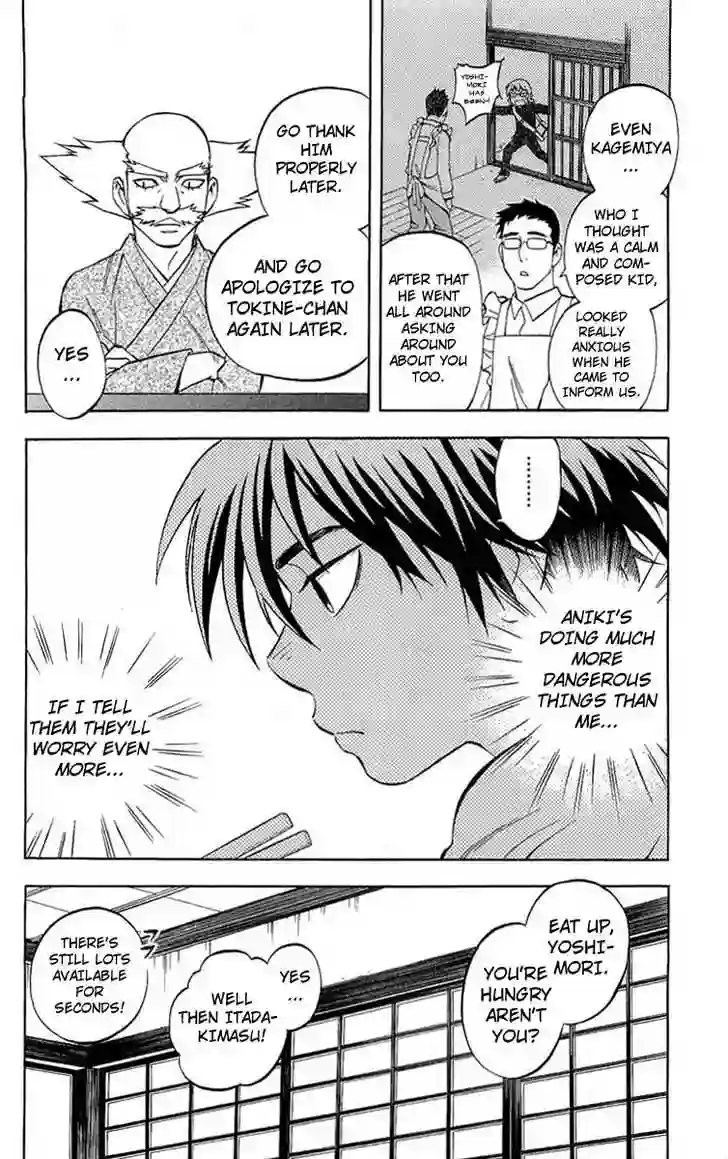 YOSHI-
MORI
HAS
BEEN--!
EVEN
KAGEMIYA
...
WHO I
THOUGHT
WAS A CALM
AND COM-
POSED KID,
LOOKED
REALLY
ANXIOUS
WHEN HE
CAME TO
INFORM US.
AFTER THAT
HE WENT
ALL AROUND
ASKING
AROUND
ABOUT YOU
TOO.
GO THANK
HIM
PROPERLY
LATER.
AND GO
APOLOGIZE TO
TOKINE-CHAN
AGAIN LATER.
YES
...
.........
ANIKI'S
DOING MUCH
MORE
DANGEROUS
THINGS THAN
ME...
IF I TELL
THEM THEY'LL
WORRY EVEN
MORE...
EAT UP,
YOSHI-
MORI.
YOU'RE
HUNGRY
AREN'T
YOU?
YES
...
WELL
THEN ITADA-
KIMASU!
THERE'S
STILL LOTS
AVAILABLE
FOR
SECONDS!